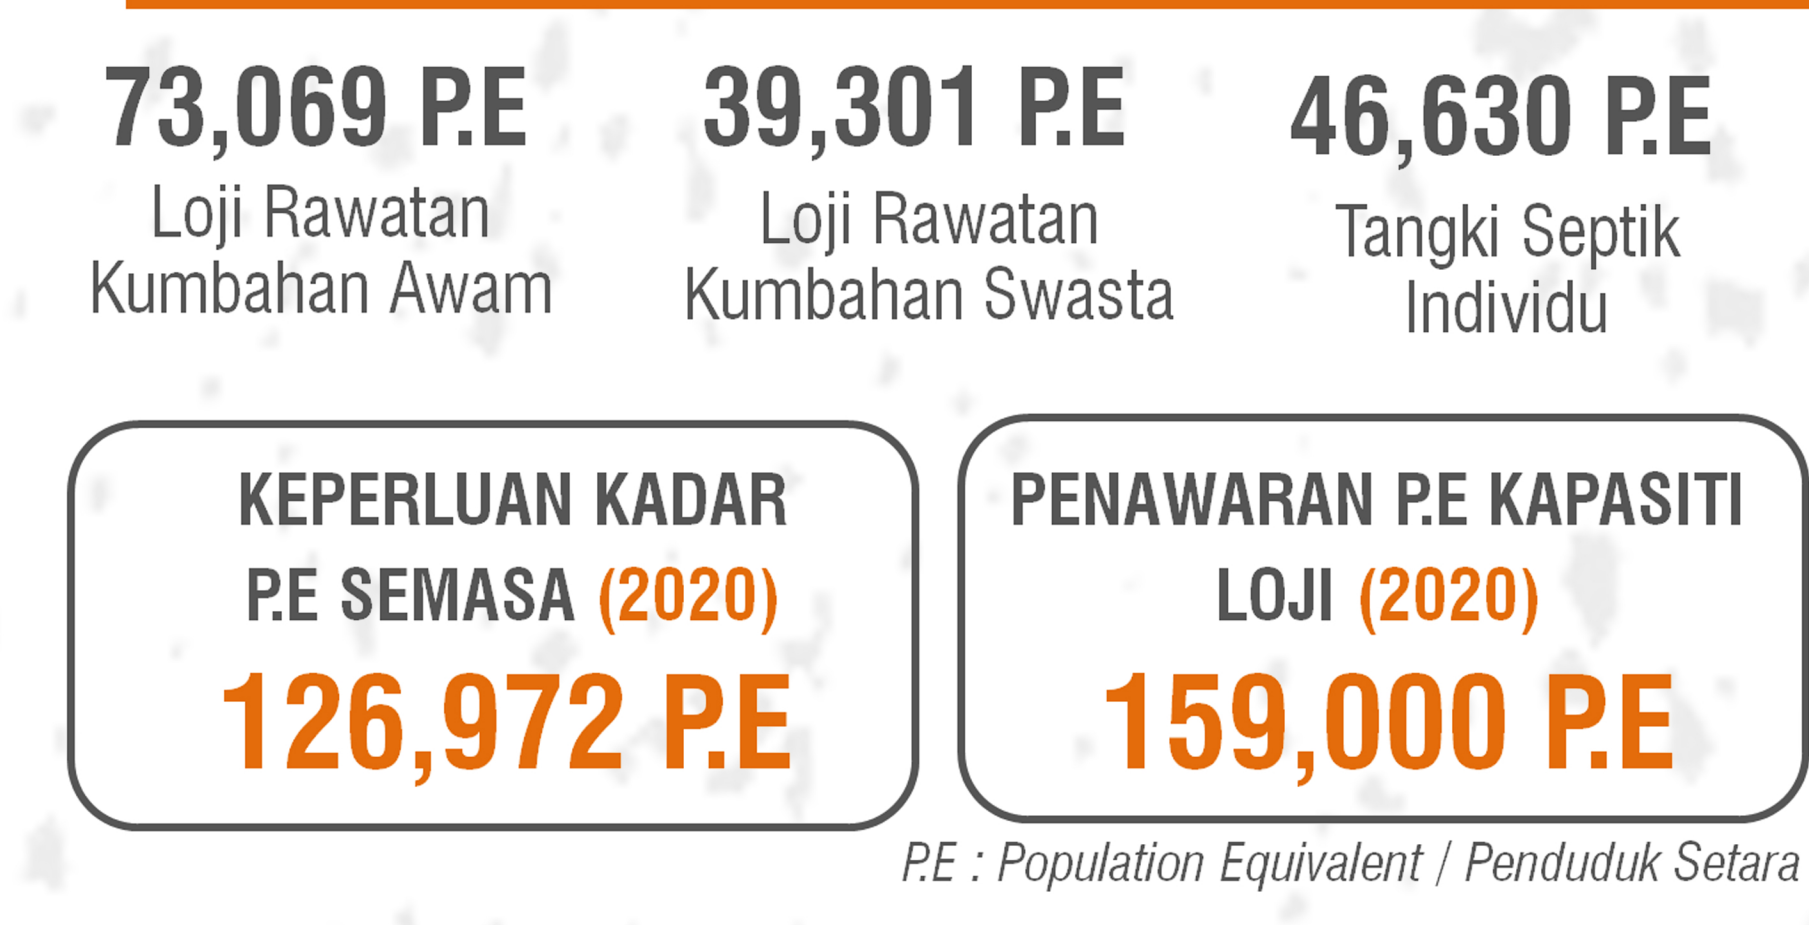 73,069 P.E
Loji Rawatan
Kumbahan Awam
39,301 P.E
Loji Rawatan
Kumbahan Swasta
46,630 P.E
Tangki Septik
Individu
KEPERLUAN KADAR
P.E SEMASA (2020)
126,972 P.E
PENAWARAN P.E KAPASITI
LOJI (2020)
159,000 P.E
P.E : Population Equivalent / Penduduk Setara